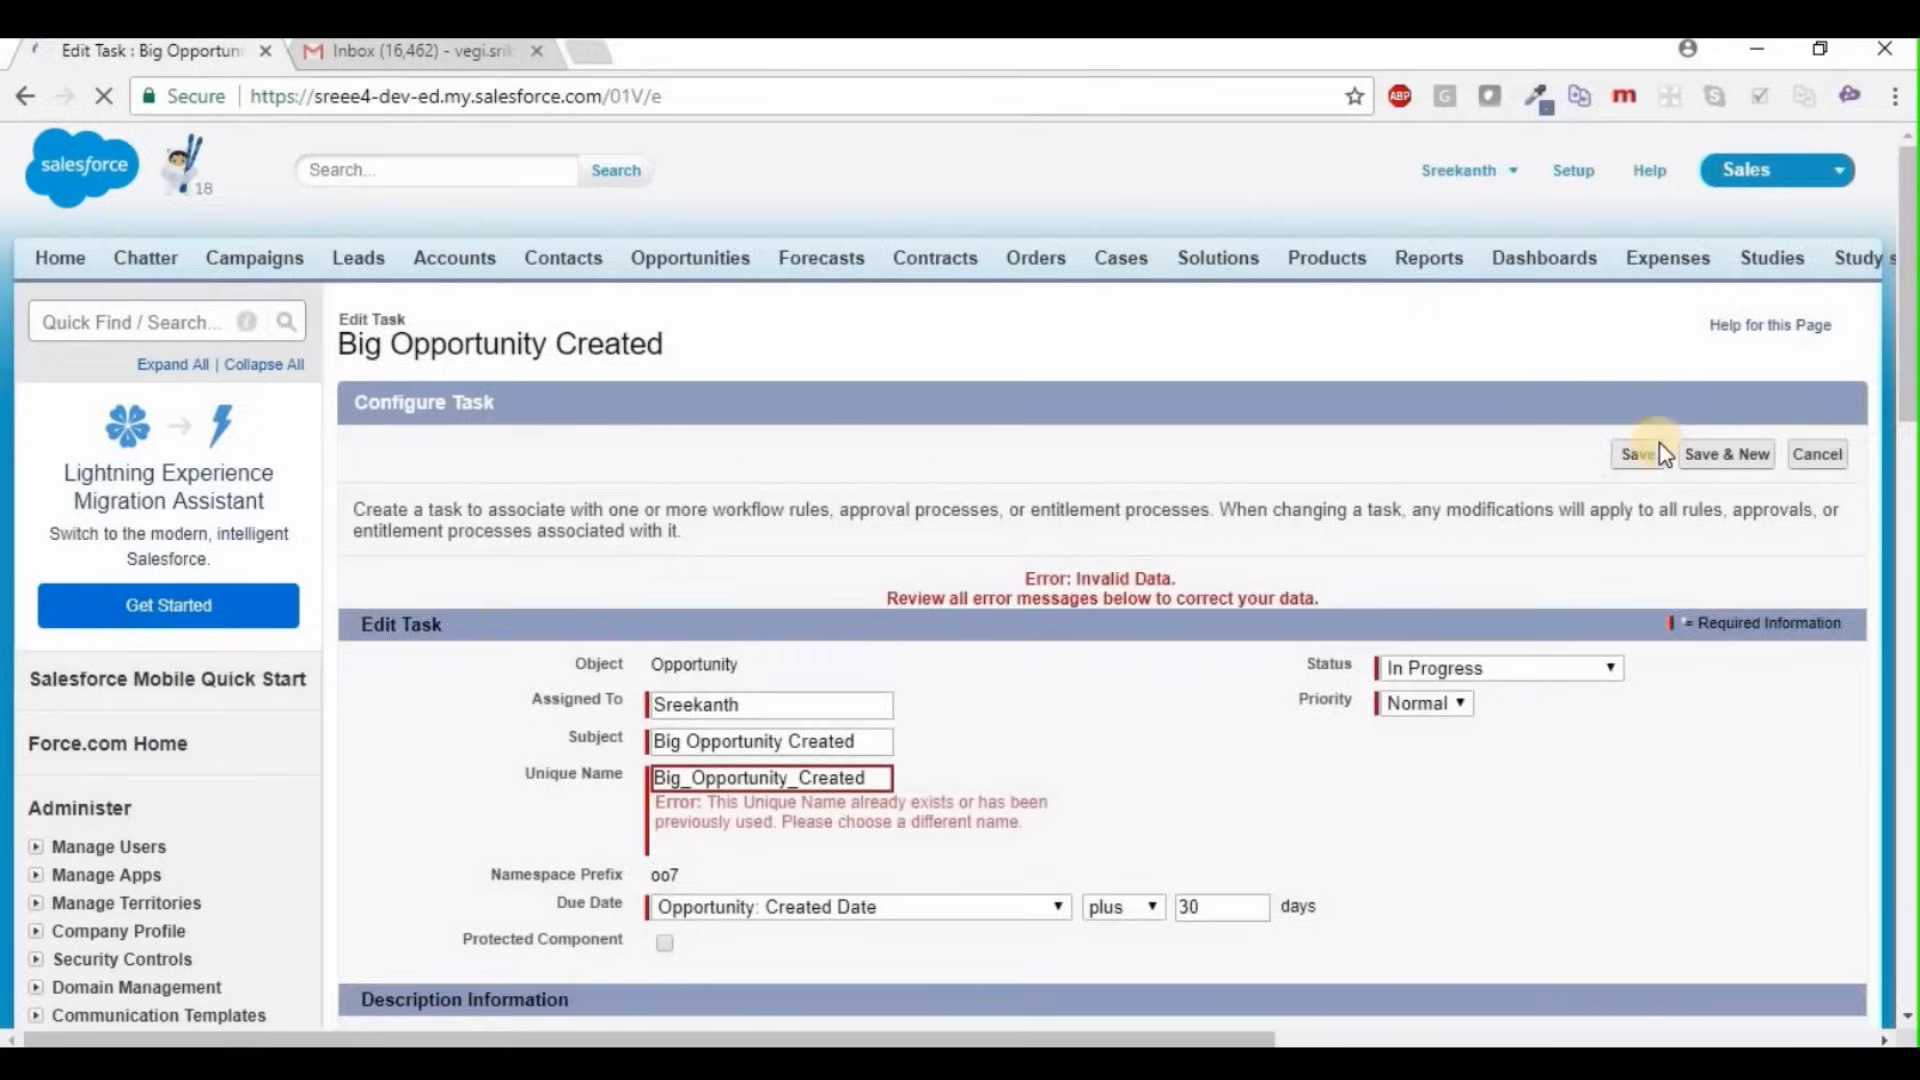 Edit Task : Big Opportuni
Inbox (16,462) - vegi.srik
Secure
https://sreee4-dev-ed.my.salesforce.com/01V/e
ABP
G
m
S
salesforce
18
Search...
Search
Sreekanth
Setup
Help
Sales
Home
Chatter
Campaigns
Leads
Accounts
Contacts
Opportunities
Forecasts
Contracts
Orders
Cases
Solutions
Products
Reports
Dashboards
Expenses
Studies
Study s
Quick Find / Search...
Expand All | Collapse All
Lightning Experience
Migration Assistant
Switch to the modern, intelligent
Salesforce.
Get Started
Salesforce Mobile Quick Start
Force.com Home
Administer
Manage Users
Manage Apps
Manage Territories
Company Profile
Security Controls
Domain Management
Communication Templates
Edit Task
Big Opportunity Created
Help for this Page
Configure Task
Save
Save & New
Cancel
Create a task to associate with one or more workflow rules, approval processes, or entitlement processes. When changing a task, any modifications will apply to all rules, approvals, or
entitlement processes associated with it.
Error: Invalid Data.
Review all error messages below to correct your data.
Edit Task
= Required Information
Object
Opportunity
Status
In Progress
Assigned To
Sreekanth
Priority
Normal
Subject
Big Opportunity Created
Unique Name
Big_Opportunity_Created
Error: This Unique Name already exists or has been
previously used. Please choose a different name.
Namespace Prefix
oo7
Due Date
Opportunity: Created Date
plus
30
days
Protected Component
Description Information